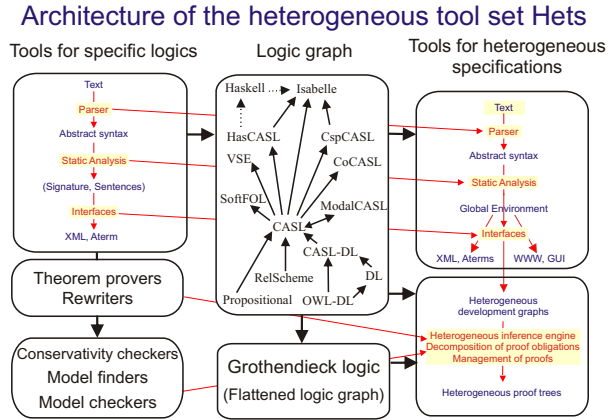 Architecture of the heterogeneous tool set Hets
Tools for specific logics
Text
Parser
Abstract syntax
Static Analysis
(Signature, Sentences)
Interfaces
XML, Aterm
Theorem provers
Rewriters
Conservativity checkers
Model finders
Model checkers
Logic graph
Haskell
Isabelle
HasCASL
CspCASL
VSE
CoCASL
SoftFOL
ModalCASL
CASL
CASL-DL
RelScheme
DL
Propositional
OWL-DL
Grothendieck logic
(Flattened logic graph)
Tools for heterogeneous
specifications
Text
Parser
Abstract syntax
Static Analysis
Global Environment
Interfaces
XML, Aterms
WWW, GUI
Heterogeneous
development graphs
Heterogeneous inference engine
Decomposition of proof obligations
Management of proofs
Heterogeneous proof trees